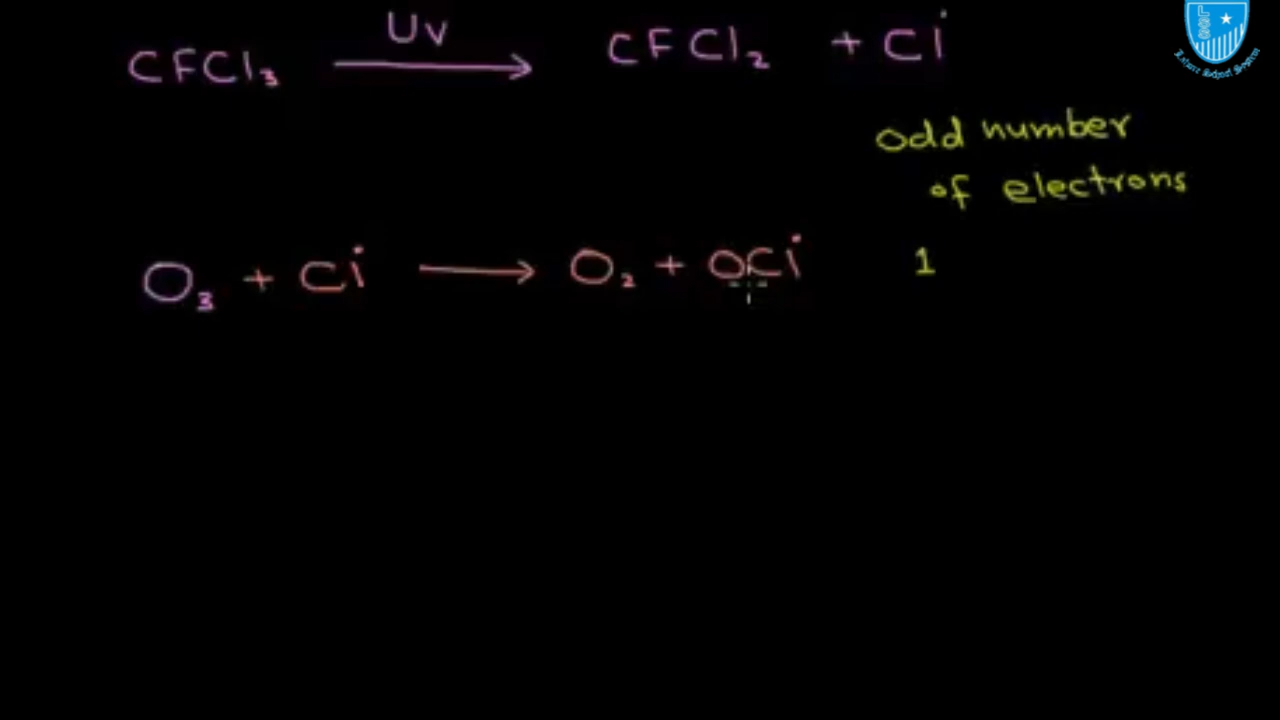 UV
CFCl₃ ⟶ CFCl₂ + Cl˙
odd number
of electrons
O₃ + Cl˙ ⟶ O₂ + OCl˙ 1